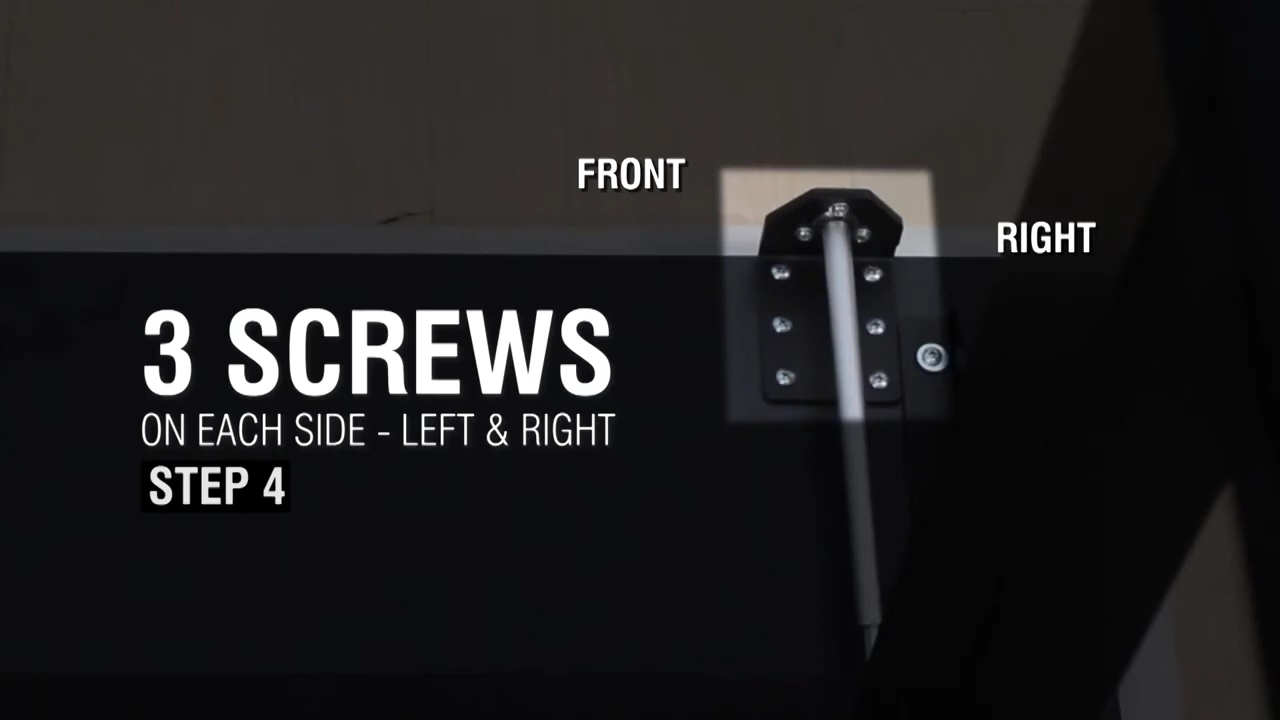 FRONT
RIGHT
3 SCREWS
ON EACH SIDE - LEFT & RIGHT
STEP 4